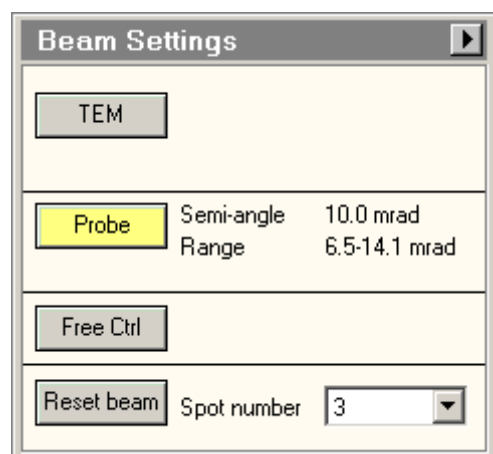 Beam Settings
TEM
Probe Semi-angle 10.0 mrad
Range 6.5-14.1 mrad
Free Ctrl
Reset beam Spot number 3